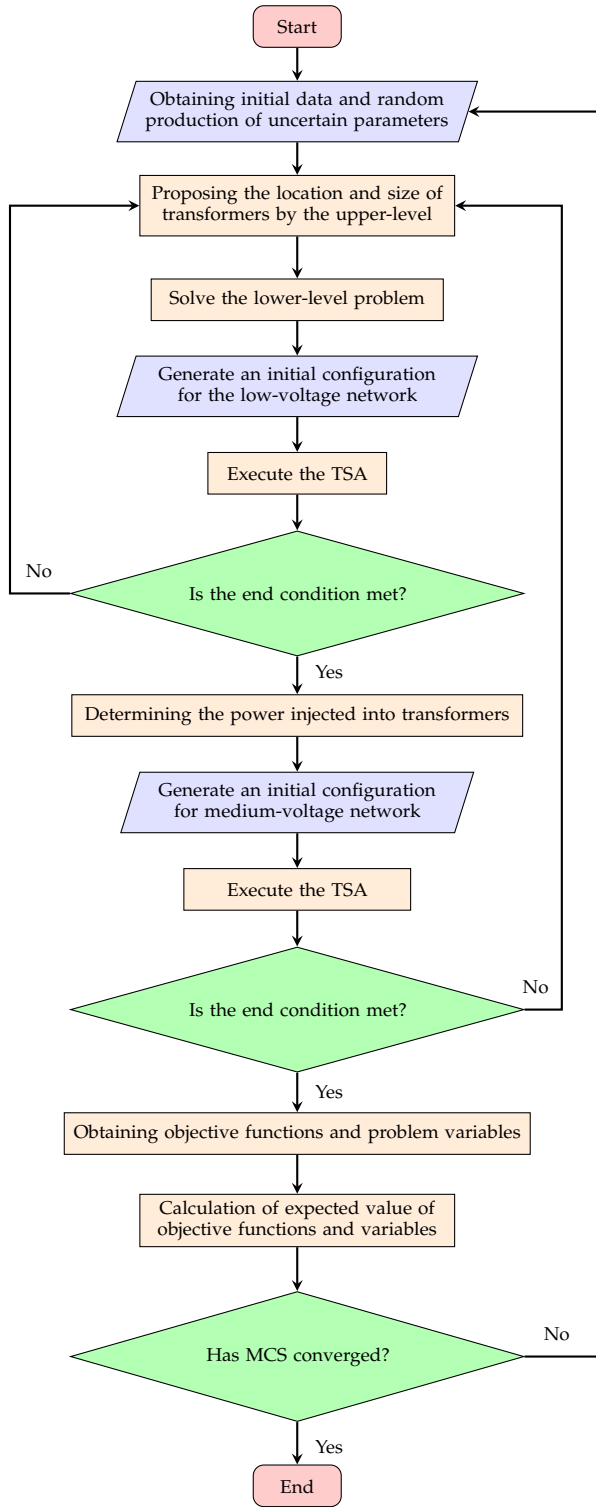 Start
Obtaining initial data and random
production of uncertain parameters
Proposing the location and size of
transformers by the upper-level
Solve the lower-level problem
Generate an initial configuration
for the low-voltage network
Execute the TSA
No
Is the end condition met?
Yes
Determining the power injected into transformers
Generate an initial configuration
for medium-voltage network
Execute the TSA
Is the end condition met?
No
Yes
Obtaining objective functions and problem variables
Calculation of expected value of
objective functions and variables
Has MCS converged?
No
Yes
End